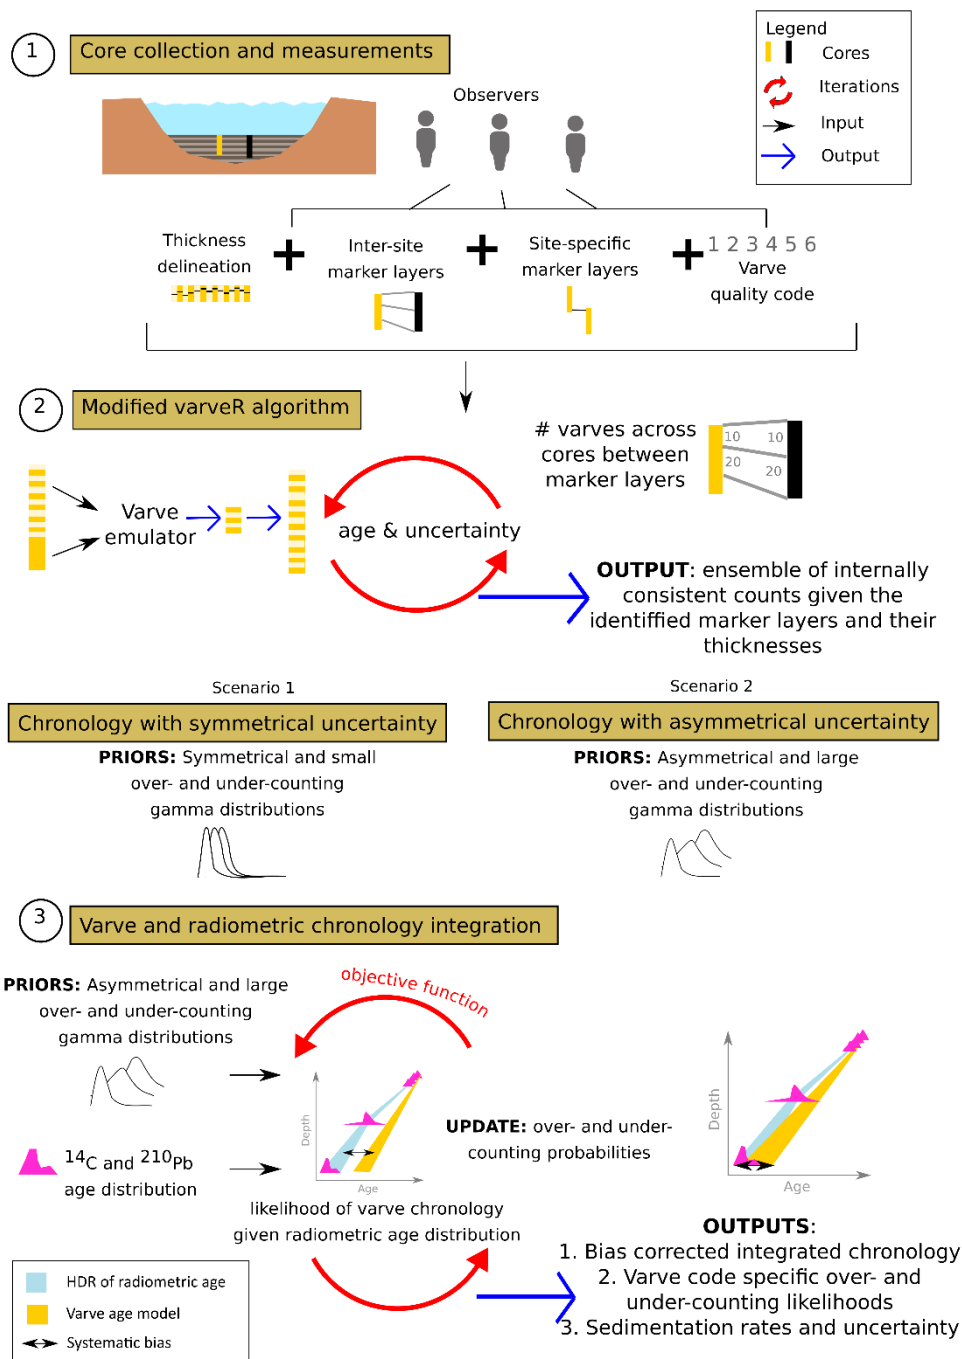 1
Core collection and measurements
Legend
Cores
Iterations
Input
Output
Observers
Thickness
delineation
Inter-site
marker layers
Site-specific
marker layers
1 2 3 4 5 6
Varve
quality code
2
Modified varveR algorithm
Varve
emulator
age & uncertainty
# varves across
cores between
marker layers
10 10
20 20
OUTPUT: ensemble of internally
consistent counts given the
identiffied marker layers and their
thicknesses
Scenario 1
Chronology with symmetrical uncertainty
PRIORS: Symmetrical and small
over- and under-counting
gamma distributions
Scenario 2
Chronology with asymmetrical uncertainty
PRIORS: Asymmetrical and large
over- and under-counting
gamma distributions
3
Varve and radiometric chronology integration
PRIORS: Asymmetrical and large
over- and under-counting
gamma distributions
14C and 210Pb
age distribution
objective function
Depth
Age
likelihood of varve chronology
given radiometric age distribution
UPDATE: over- and under-
counting probabilities
Depth
Age
OUTPUTS:
1. Bias corrected integrated chronology
2. Varve code specific over- and
under-counting likelihoods
3. Sedimentation rates and uncertainty
HDR of radiometric age
Varve age model
Systematic bias